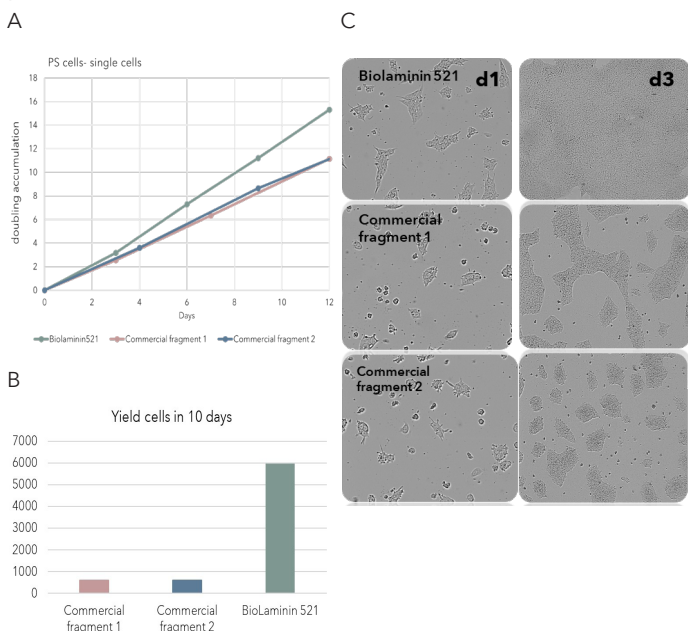 A
PS cells- single cells
doubling accumulation
18
16
14
12
10
8
6
4
2
0
0 2 4 6 8 10 12
Days
Biolaminin521 Commercial fragment 1 Commercial fragment 2
B
Yield cells in 10 days
7000
6000
5000
4000
3000
2000
1000
0
Commercial
fragment 1
Commercial
fragment 2
BioLaminin 521
C
Biolaminin 521 d1
d3
Commercial
fragment 1
Commercial
fragment 2